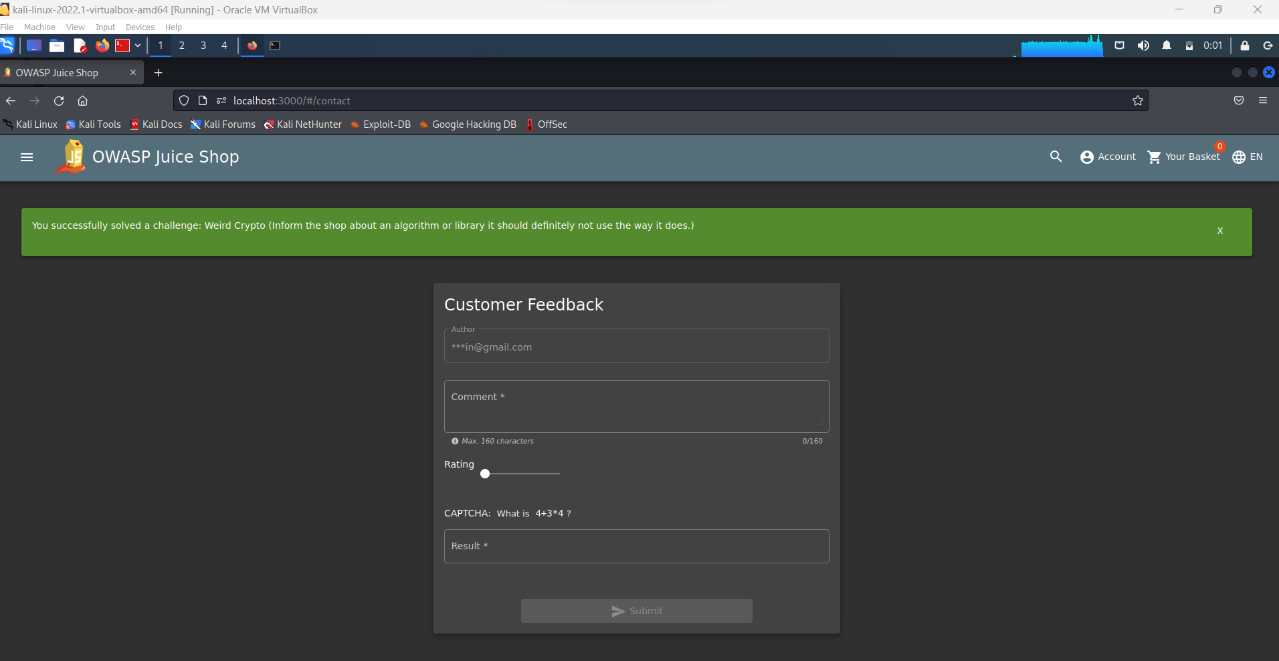 kali-linux-2022.1-virtualbox-amd64 [Running] - Oracle VM VirtualBox
File Machine View Input Devices Help
1 2 3 4 0:01
OWASP Juice Shop
localhost:3000/#/contact
Kali Linux Kali Tools Kali Docs Kali Forums Kali NetHunter Exploit-DB Google Hacking DB OffSec
JS OWASP Juice Shop Account Your Basket 0 EN
You successfully solved a challenge: Weird Crypto (Inform the shop about an algorithm or library it should definitely not use the way it does.) X
Customer Feedback
Author
***in@gmail.com
Comment *
Max. 160 characters 0/160
Rating
CAPTCHA: What is 4+3*4 ?
Result *
Submit